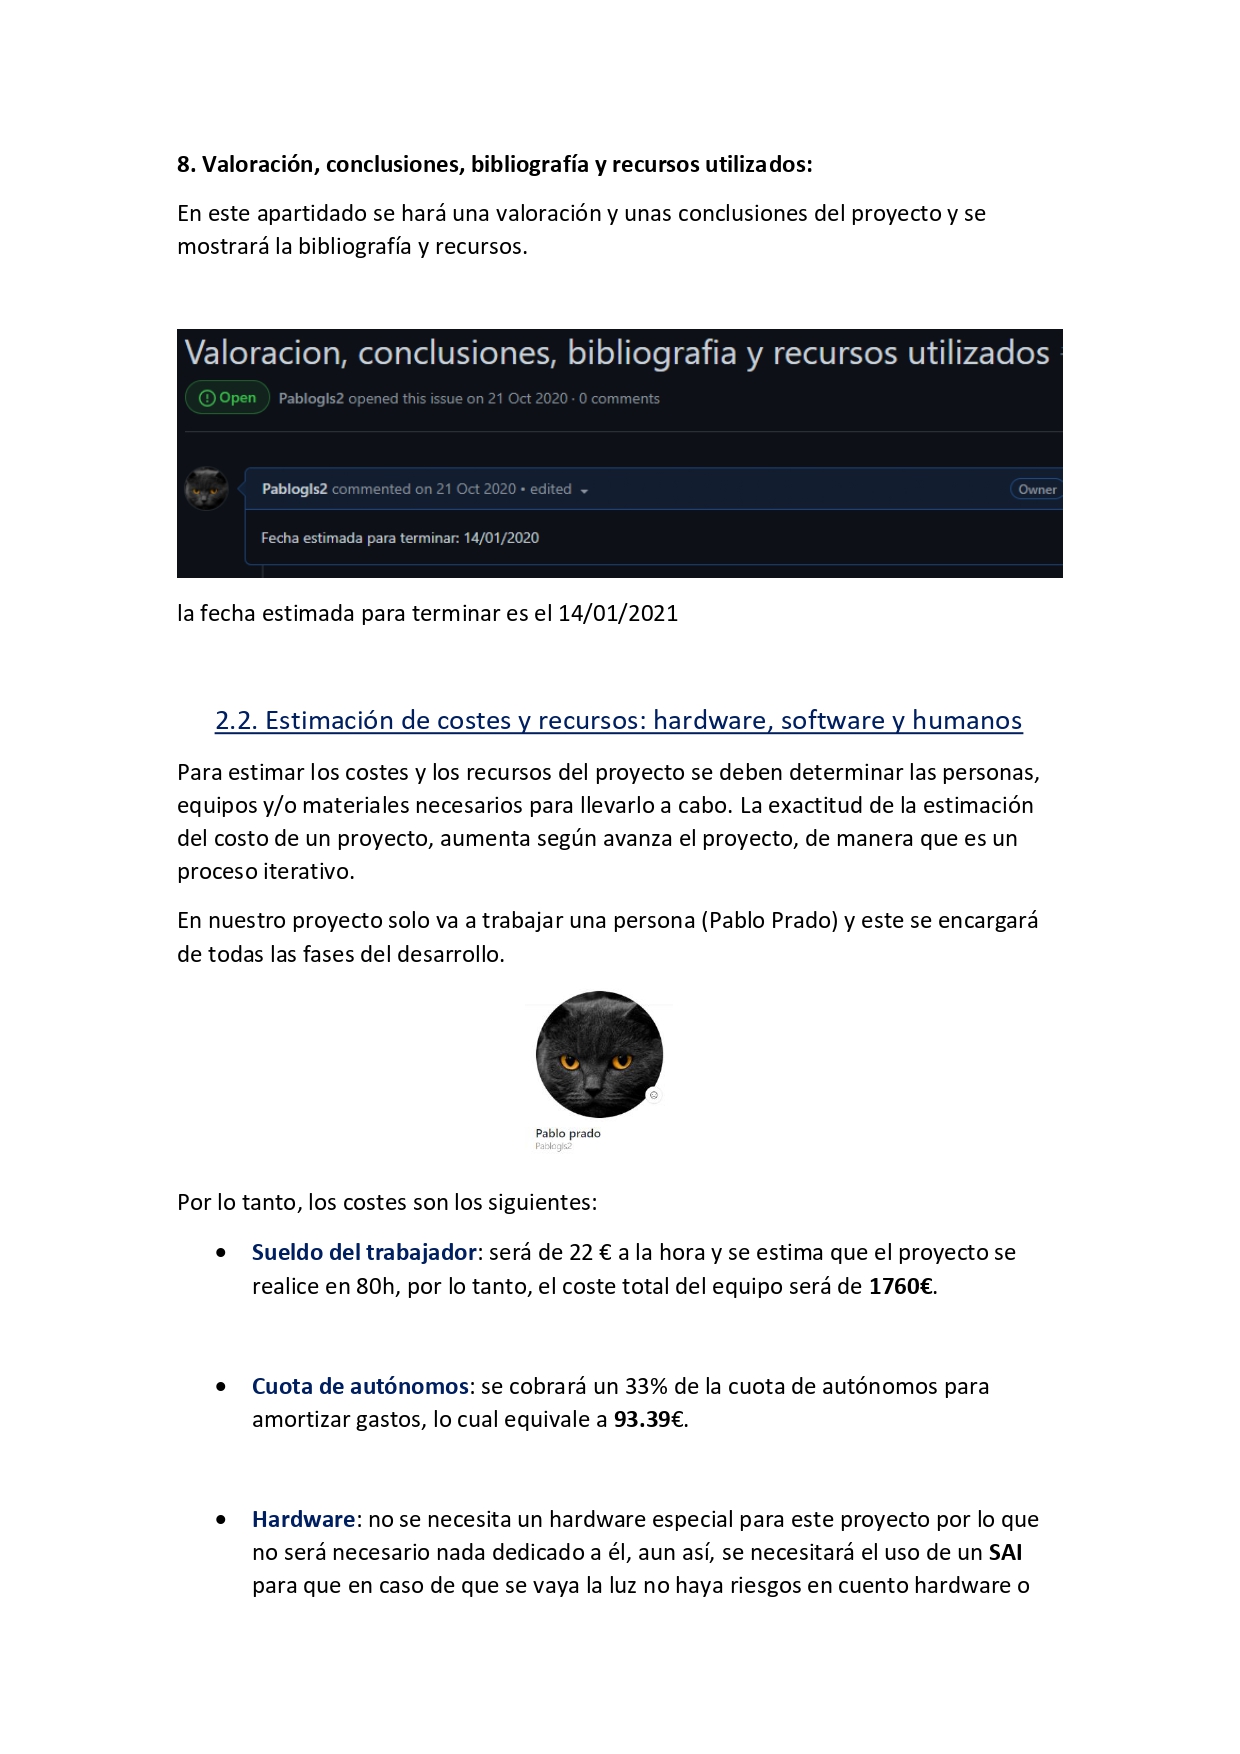 8. Valoración, conclusiones, bibliografía y recursos utilizados:
En este apartidado se hará una valoración y unas conclusiones del proyecto y se
mostrará la bibliografía y recursos.
Valoracion, conclusiones, bibliografia y recursos utilizados
Open Pablogls2 opened this issue on 21 Oct 2020 · 0 comments
Pablogls2 commented on 21 Oct 2020 • edited
Owner
Fecha estimada para terminar: 14/01/2020
la fecha estimada para terminar es el 14/01/2021
2.2. Estimación de costes y recursos: hardware, software y humanos
Para estimar los costes y los recursos del proyecto se deben determinar las personas,
equipos y/o materiales necesarios para llevarlo a cabo. La exactitud de la estimación
del costo de un proyecto, aumenta según avanza el proyecto, de manera que es un
proceso iterativo.
En nuestro proyecto solo va a trabajar una persona (Pablo Prado) y este se encargará
de todas las fases del desarrollo.
Pablo prado
Pablogls2
Por lo tanto, los costes son los siguientes:
• Sueldo del trabajador: será de 22 € a la hora y se estima que el proyecto se
realice en 80h, por lo tanto, el coste total del equipo será de 1760€.
• Cuota de autónomos: se cobrará un 33% de la cuota de autónomos para
amortizar gastos, lo cual equivale a 93.39€.
• Hardware: no se necesita un hardware especial para este proyecto por lo que
no será necesario nada dedicado a él, aun así, se necesitará el uso de un SAI
para que en caso de que se vaya la luz no haya riesgos en cuento hardware o